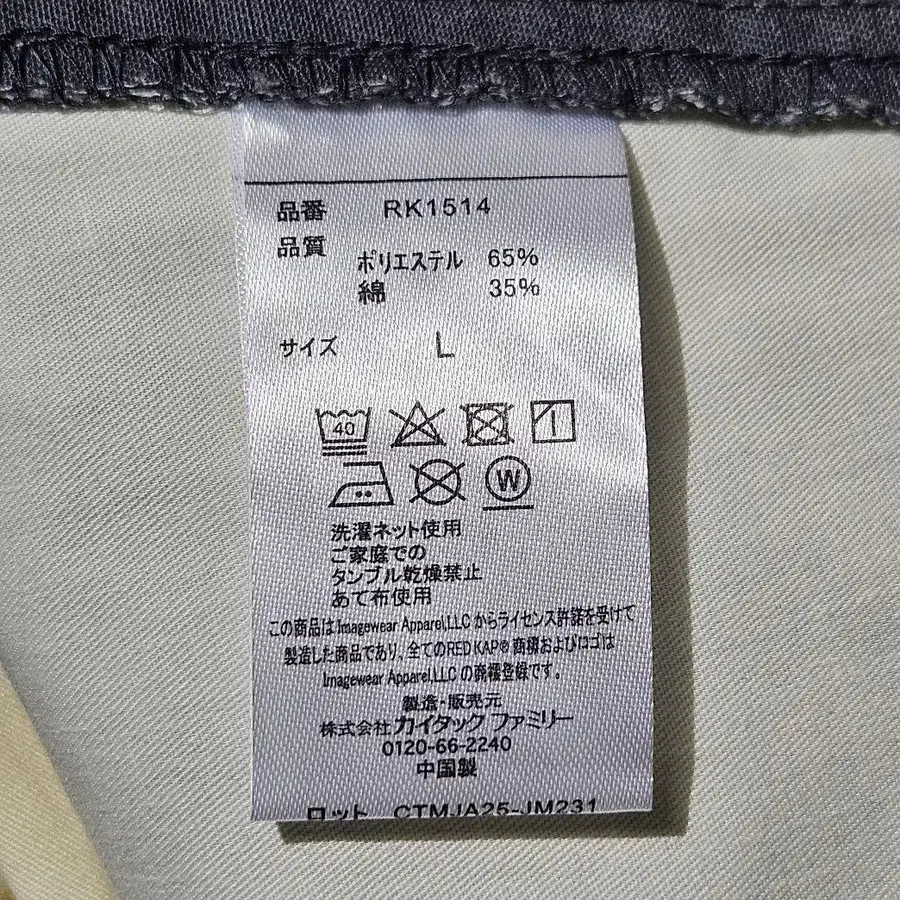 品番 RK1514
品質
ポリエステル 65%
綿 35%
サイズ L
40
W
洗濯ネット使用
ご家庭での
タンブル乾燥禁止
あて布使用
この商品はImagewear Apparel,LLCからライセンス許諾を受けて
製造した商品であり、全てのRED KAP®商標およびロゴは
Imagewear Apparel,LLCの商標登録です。
製造・販売元
株式会社カイタックファミリー
0120-66-2240
中国製
ロット CTMJA25-JM231